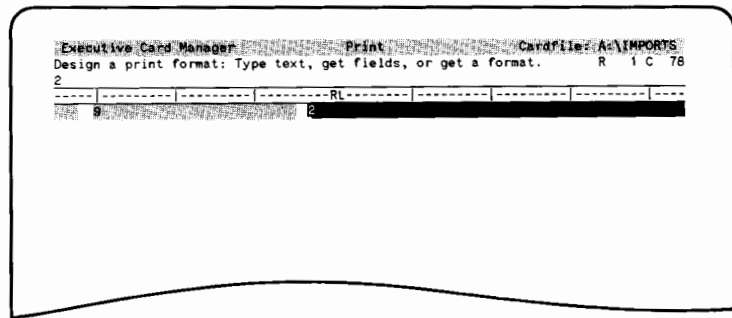 Executive Card Manager Print Cardfile: A:\IMPORTS
Design a print format: Type text, get fields, or get a format. R 1 C 78
2
-----|---------|---------|---------RL--------|---------|---------|---------|----
9 2